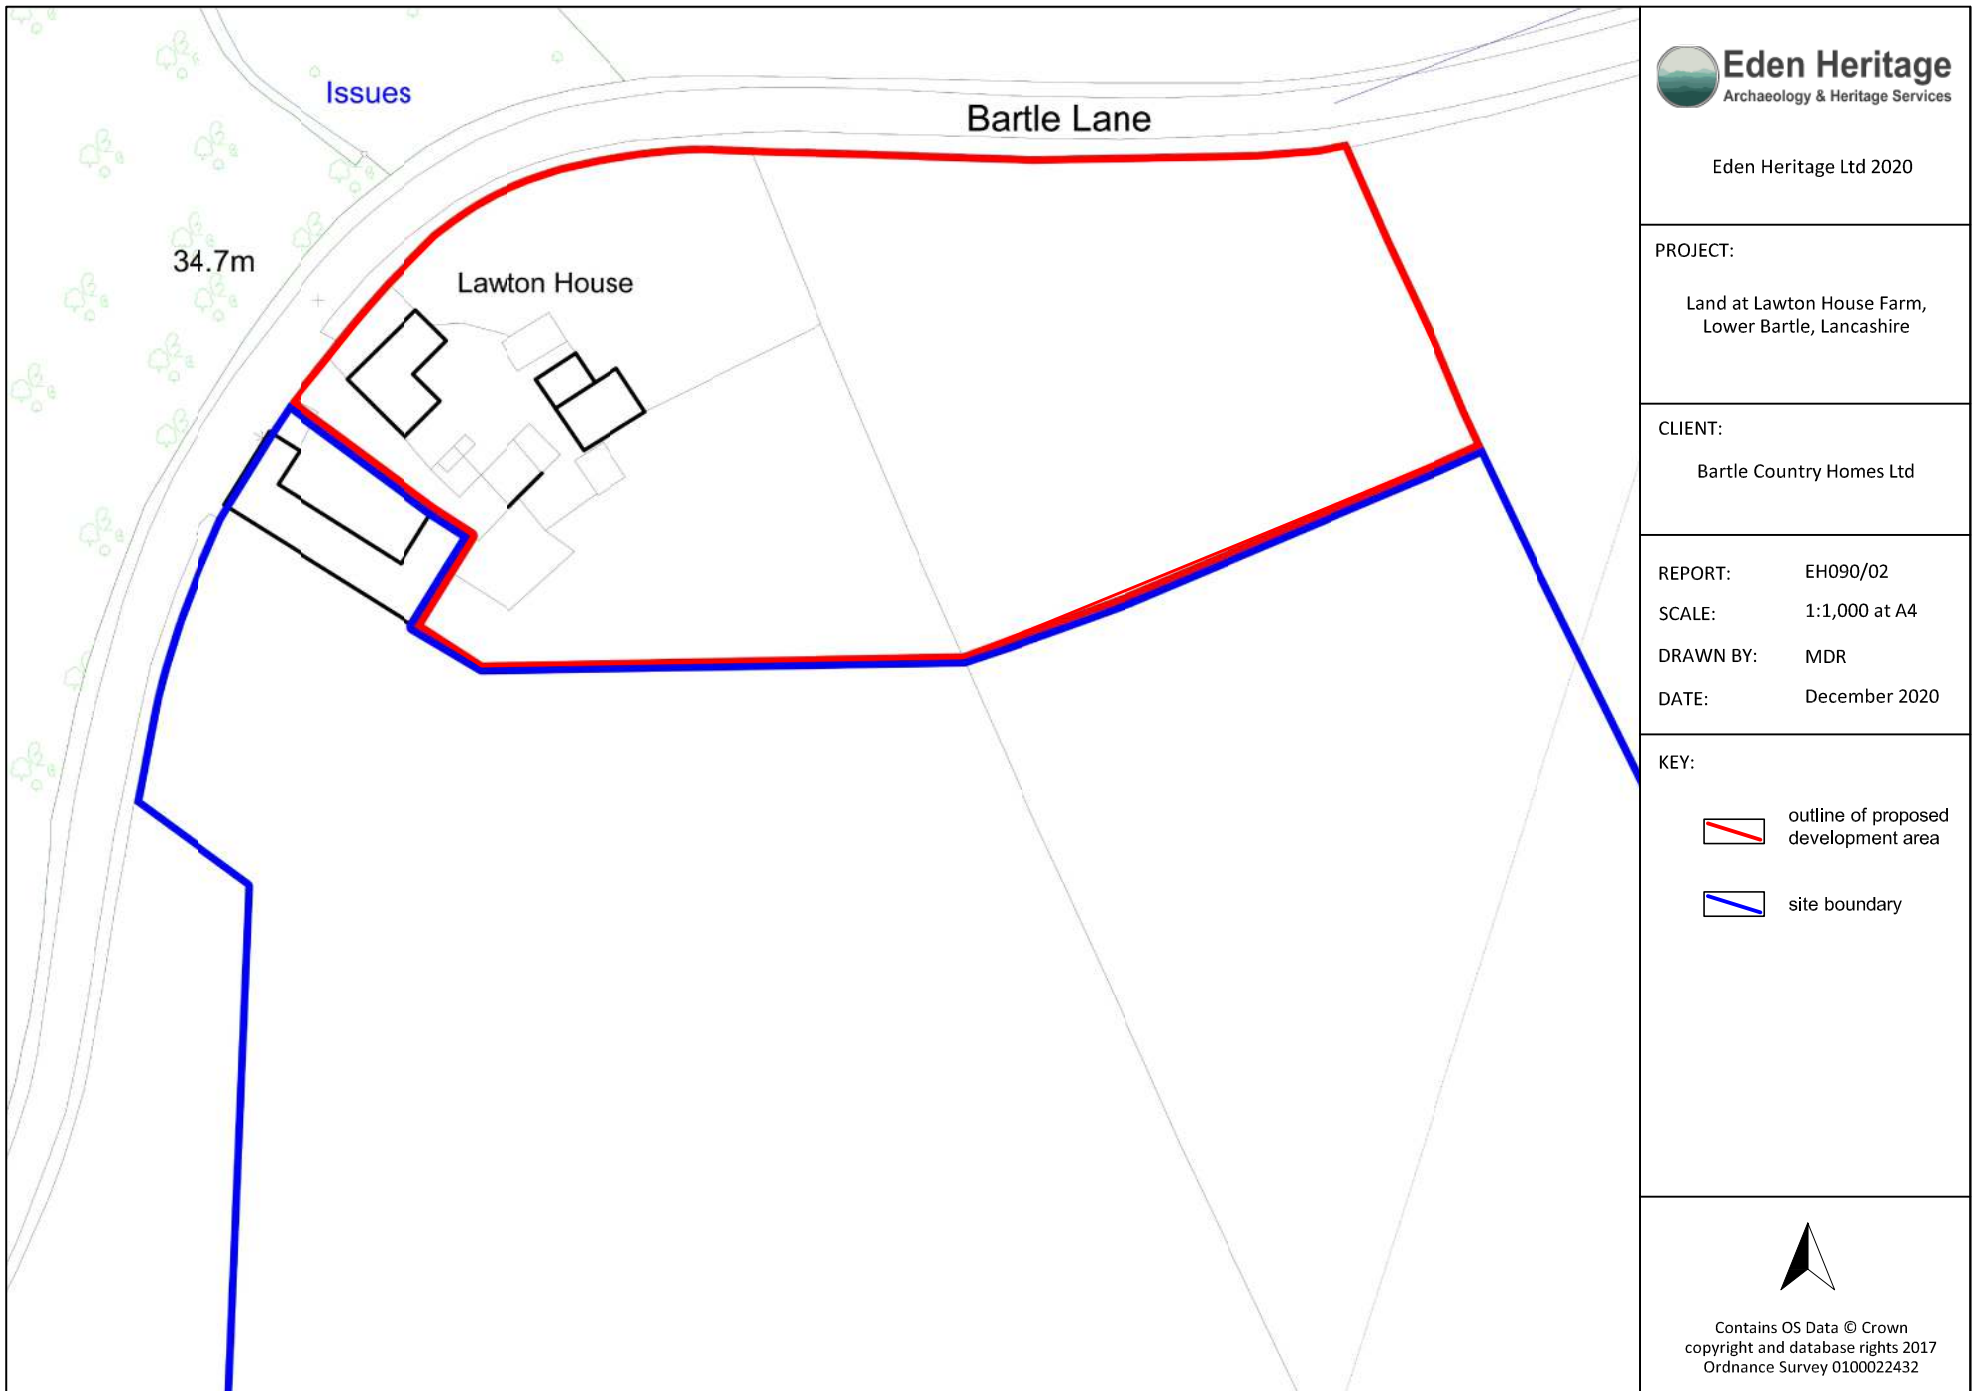 Issues
Bartle Lane
34.7m
Lawton House
Eden Heritage
Archaeology & Heritage Services
Eden Heritage Ltd 2020
PROJECT:
Land at Lawton House Farm,
Lower Bartle, Lancashire
CLIENT:
Bartle Country Homes Ltd
REPORT: EH090/02
SCALE: 1:1,000 at A4
DRAWN BY: MDR
DATE: December 2020
KEY:
outline of proposed
development area
site boundary
Contains OS Data © Crown
copyright and database rights 2017
Ordnance Survey 0100022432